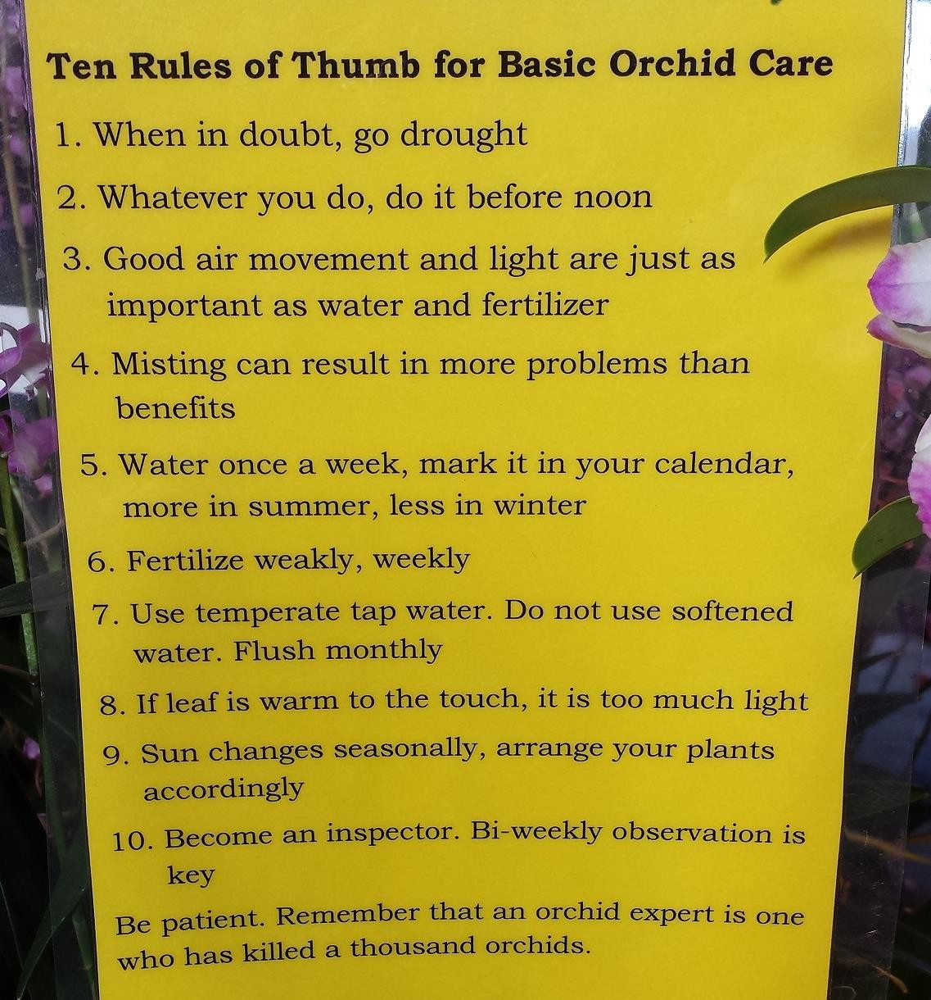 Ten Rules of Thumb for Basic Orchid Care
1. When in doubt, go drought
2. Whatever you do, do it before noon
3. Good air movement and light are just as
important as water and fertilizer
4. Misting can result in more problems than
benefits
5. Water once a week, mark it in your calendar,
more in summer, less in winter
6. Fertilize weakly, weekly
7. Use temperate tap water. Do not use softened
water. Flush monthly
8. If leaf is warm to the touch, it is too much light
9. Sun changes seasonally, arrange your plants
accordingly
10. Become an inspector. Bi-weekly observation is
key
Be patient. Remember that an orchid expert is one
who has killed a thousand orchids.